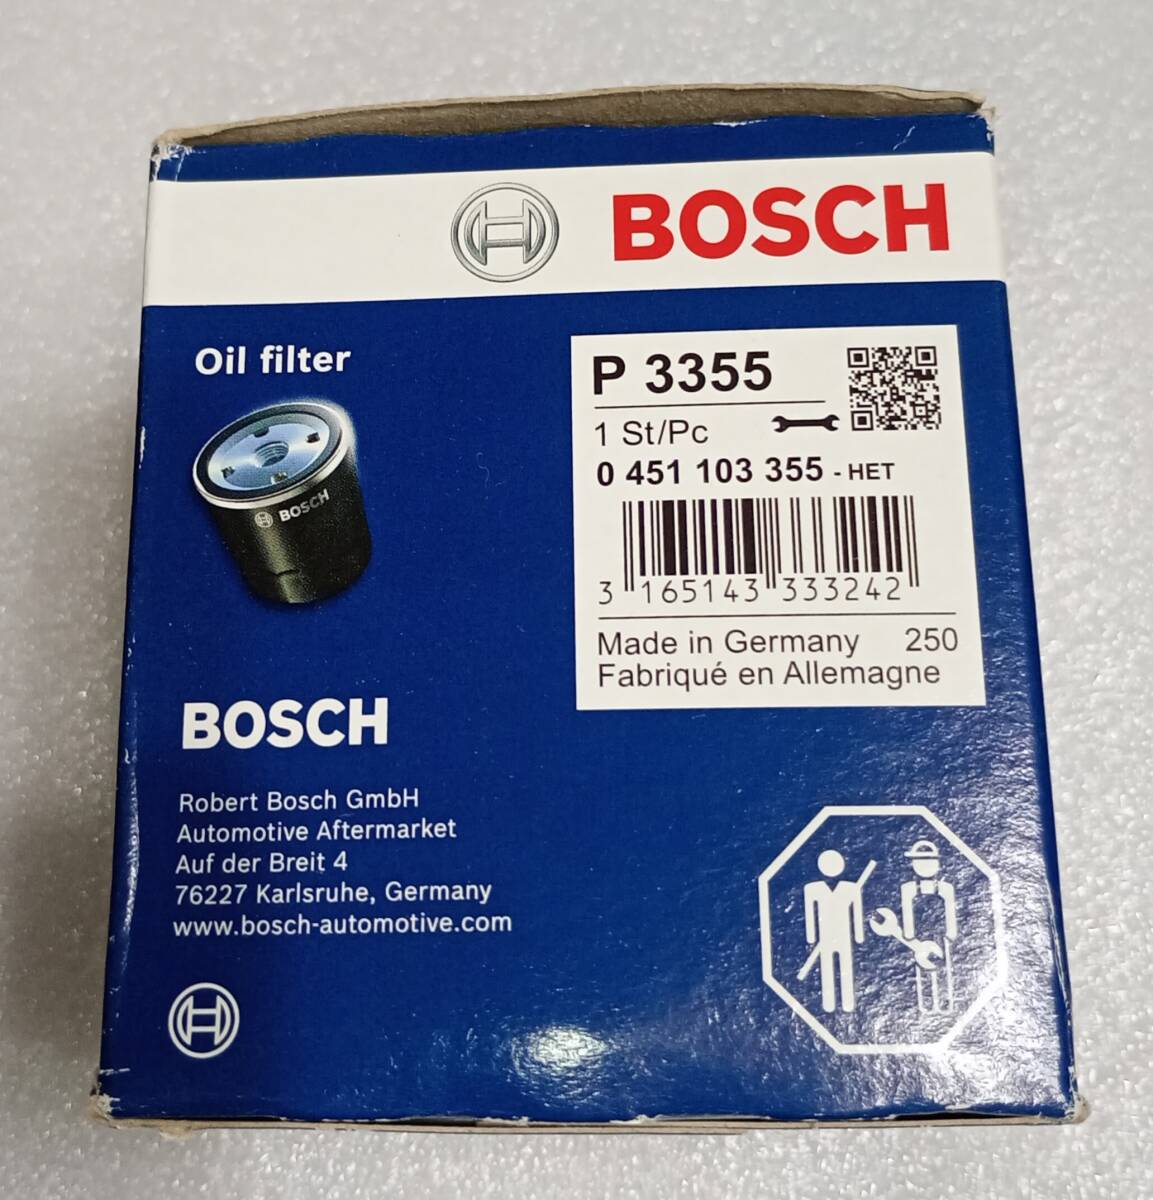 BOSCH
Oil filter
BOSCH
P 3355
1 St/Pc
0 451 103 355 - HET
3 165143 333242
Made in Germany 250
Fabriqué en Allemagne
BOSCH
Robert Bosch GmbH
Automotive Aftermarket
Auf der Breit 4
76227 Karlsruhe, Germany
www.bosch-automotive.com